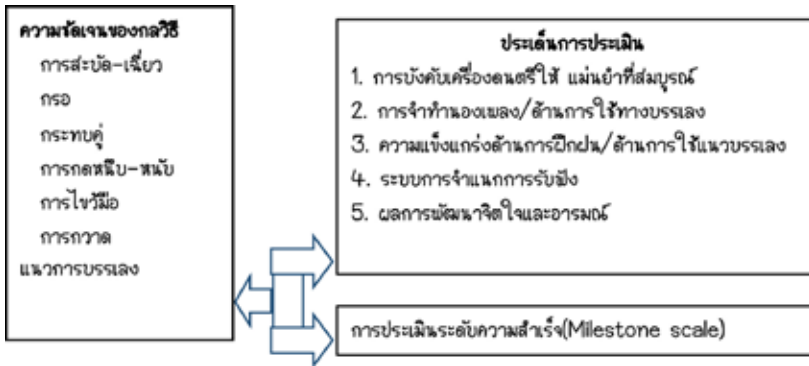 ความชัดเจนของกลวิธี
การสะบัด-เฉี่ยว
กรอ
กระทบคู่
การกดหนึบ-หนับ
การไขว้มือ
การกวาด
แนวการบรรเลง
ประเด็นการประเมิน
1. การบังคับเครื่องดนตรีให้ แม่นยำที่สมบูรณ์
2. การจำทำนองเพลง/ด้านการใช้ทางบรรเลง
3. ความแข็งแกร่งด้านการฝึกฝน/ด้านการใช้แนวบรรเลง
4. ระบบการจำแนกการรับฟัง
5. ผลการพัฒนาจิตใจและอารมณ์
การประเมินระดับความสำเร็จ(Milestone scale)